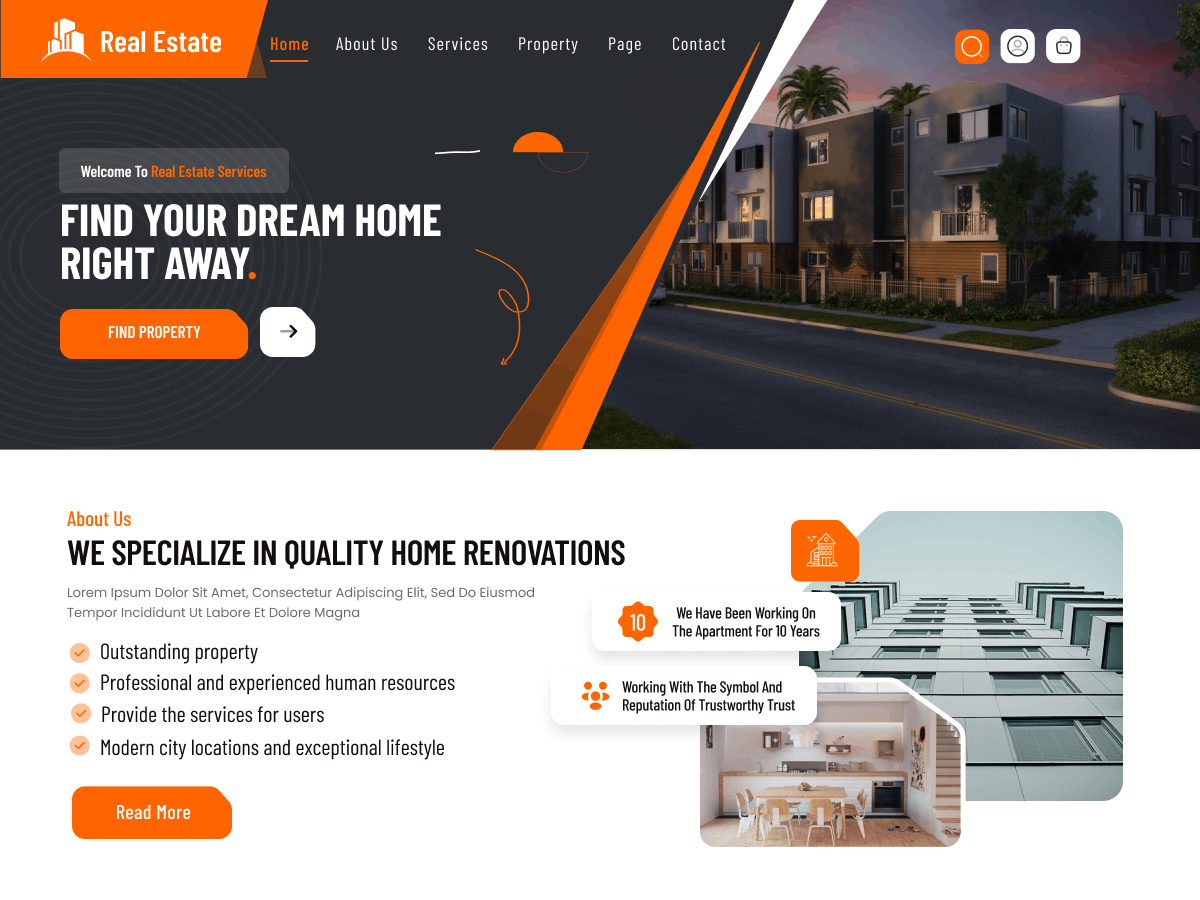 Real Estate
Home About Us Services Property Page Contact
Welcome To Real Estate Services
FIND YOUR DREAM HOME
RIGHT AWAY.
FIND PROPERTY
About Us
WE SPECIALIZE IN QUALITY HOME RENOVATIONS
Lorem Ipsum Dolor Sit Amet, Consectetur Adipiscing Elit, Sed Do Eiusmod
Tempor Incididunt Ut Labore Et Dolore Magna
Outstanding property
Professional and experienced human resources
Provide the services for users
Modern city locations and exceptional lifestyle
Read More
10
We Have Been Working On
The Apartment For 10 Years
Working With The Symbol And
Reputation Of Trustworthy Trust